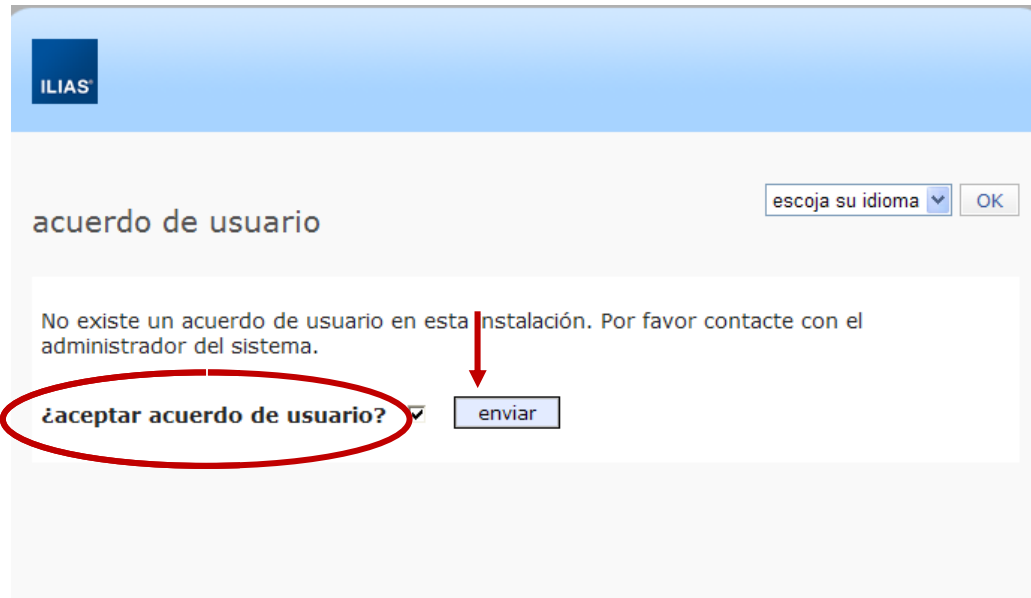 ILIAS®
escoja su idioma
OK
acuerdo de usuario
No existe un acuerdo de usuario en esta instalación. Por favor contacte con el
administrador del sistema.
¿aceptar acuerdo de usuario?
enviar